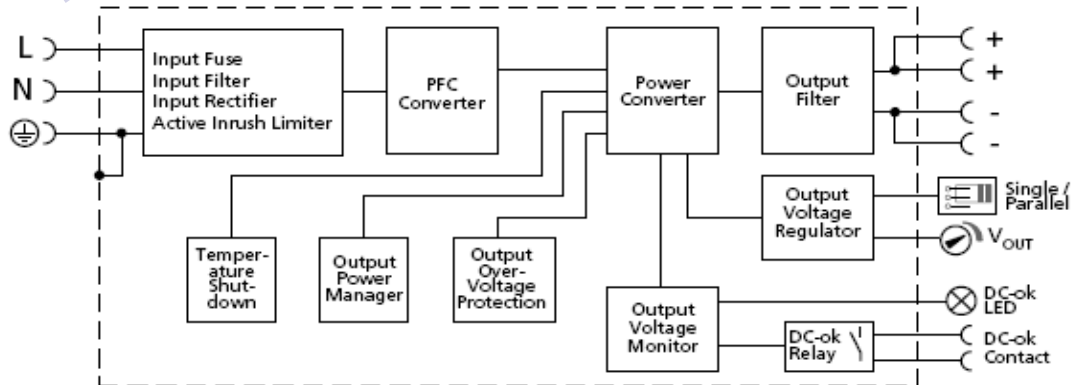 L
N
Input Fuse
Input Filter
Input Rectifier
Active Inrush Limiter
PFC
Converter
Power
Converter
Output
Filter
+
+
-
-
Output
Voltage
Regulator
Single /
Parallel
VOUT
Temper-
ature
Shut-
down
Output
Power
Manager
Output
Over-
Voltage
Protection
Output
Voltage
Monitor
DC-ok
Relay
DC-ok
LED
DC-ok
Contact